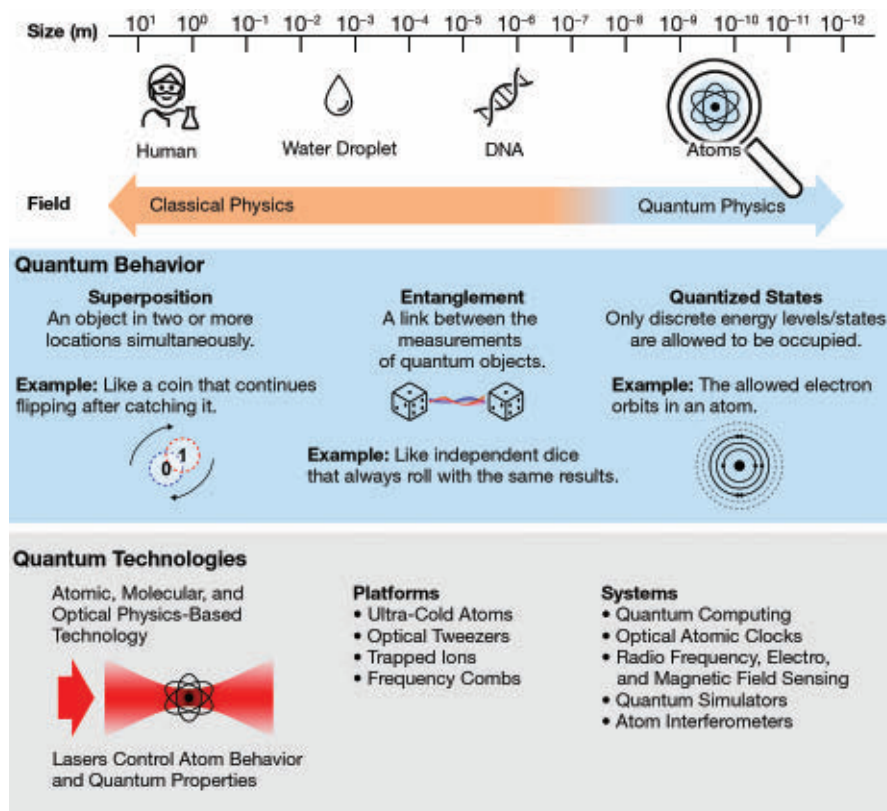 Size (m) 10¹ 10⁰ 10⁻¹ 10⁻² 10⁻³ 10⁻⁴ 10⁻⁵ 10⁻⁶ 10⁻⁷ 10⁻⁸ 10⁻⁹ 10⁻¹⁰ 10⁻¹¹ 10⁻¹²
Human Water Droplet DNA Atoms
Field Classical Physics Quantum Physics
Quantum Behavior
Superposition
An object in two or more
locations simultaneously.
Example: Like a coin that continues
flipping after catching it.
0 1
Entanglement
A link between the
measurements
of quantum objects.
Example: Like independent dice
that always roll with the same results.
Quantized States
Only discrete energy levels/states
are allowed to be occupied.
Example: The allowed electron
orbits in an atom.
Quantum Technologies
Atomic, Molecular, and
Optical Physics-Based
Technology
Lasers Control Atom Behavior
and Quantum Properties
Platforms
• Ultra-Cold Atoms
• Optical Tweezers
• Trapped Ions
• Frequency Combs
Systems
• Quantum Computing
• Optical Atomic Clocks
• Radio Frequency, Electro,
and Magnetic Field Sensing
• Quantum Simulators
• Atom Interferometers